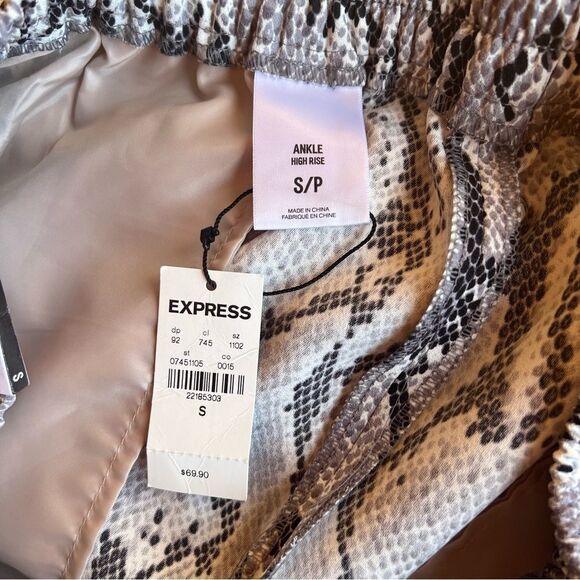 ANKLE
HIGH RISE
S/P
MADE IN CHINA
FABRIQUÉ EN CHINE
EXPRESS
dp cl sz
92 745 1102
st co
07451105 0015
22185303
S
$69.90
S